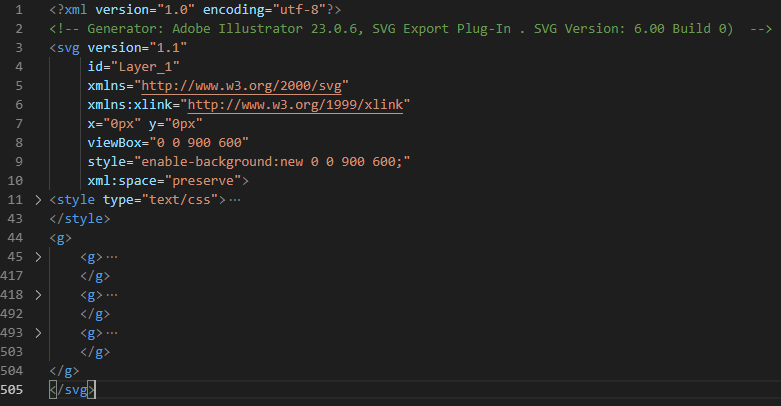 1 <?xml version="1.0" encoding="utf-8"?>
2 <!-- Generator: Adobe Illustrator 23.0.6, SVG Export Plug-In . SVG Version: 6.00 Build 0)  -->
3 <svg version="1.1"
4 id="Layer_1"
5 xmlns="http://www.w3.org/2000/svg"
6 xmlns:xlink="http://www.w3.org/1999/xlink"
7 x="0px" y="0px"
8 viewBox="0 0 900 600"
9 style="enable-background:new 0 0 900 600;"
10 xml:space="preserve">
11 <style type="text/css">…
43 </style>
44 <g>
45 <g>…
417 </g>
418 <g>…
492 </g>
493 <g>…
503 </g>
504 </g>
505 </svg>